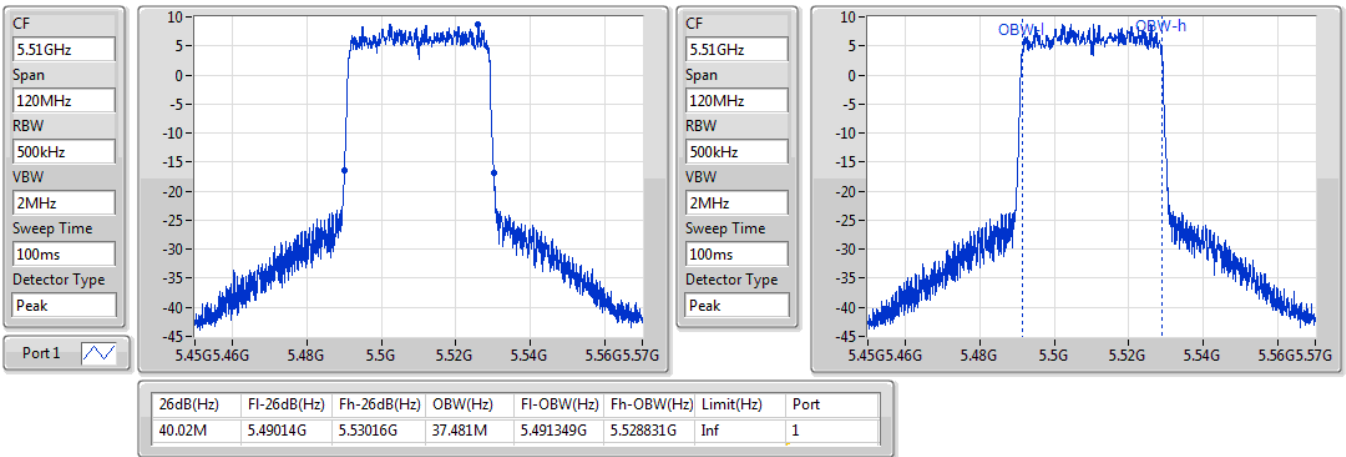 CF
5.51GHz
Span
120MHz
RBW
500kHz
VBW
2MHz
Sweep Time
100ms
Detector Type
Peak
Port 1
10
5
0
-5
-10
-15
-20
-25
-30
-35
-40
-45
5.45G 5.46G 5.48G 5.5G 5.52G 5.54G 5.56G 5.57G
CF
5.51GHz
Span
120MHz
RBW
500kHz
VBW
2MHz
Sweep Time
100ms
Detector Type
Peak
OBW-l OBW-h
10
5
0
-5
-10
-15
-20
-25
-30
-35
-40
-45
5.45G 5.46G 5.48G 5.5G 5.52G 5.54G 5.56G 5.57G
26dB(Hz) Fl-26dB(Hz) Fh-26dB(Hz) OBW(Hz) Fl-OBW(Hz) Fh-OBW(Hz) Limit(Hz) Port
40.02M 5.49014G 5.53016G 37.481M 5.491349G 5.528831G Inf 1